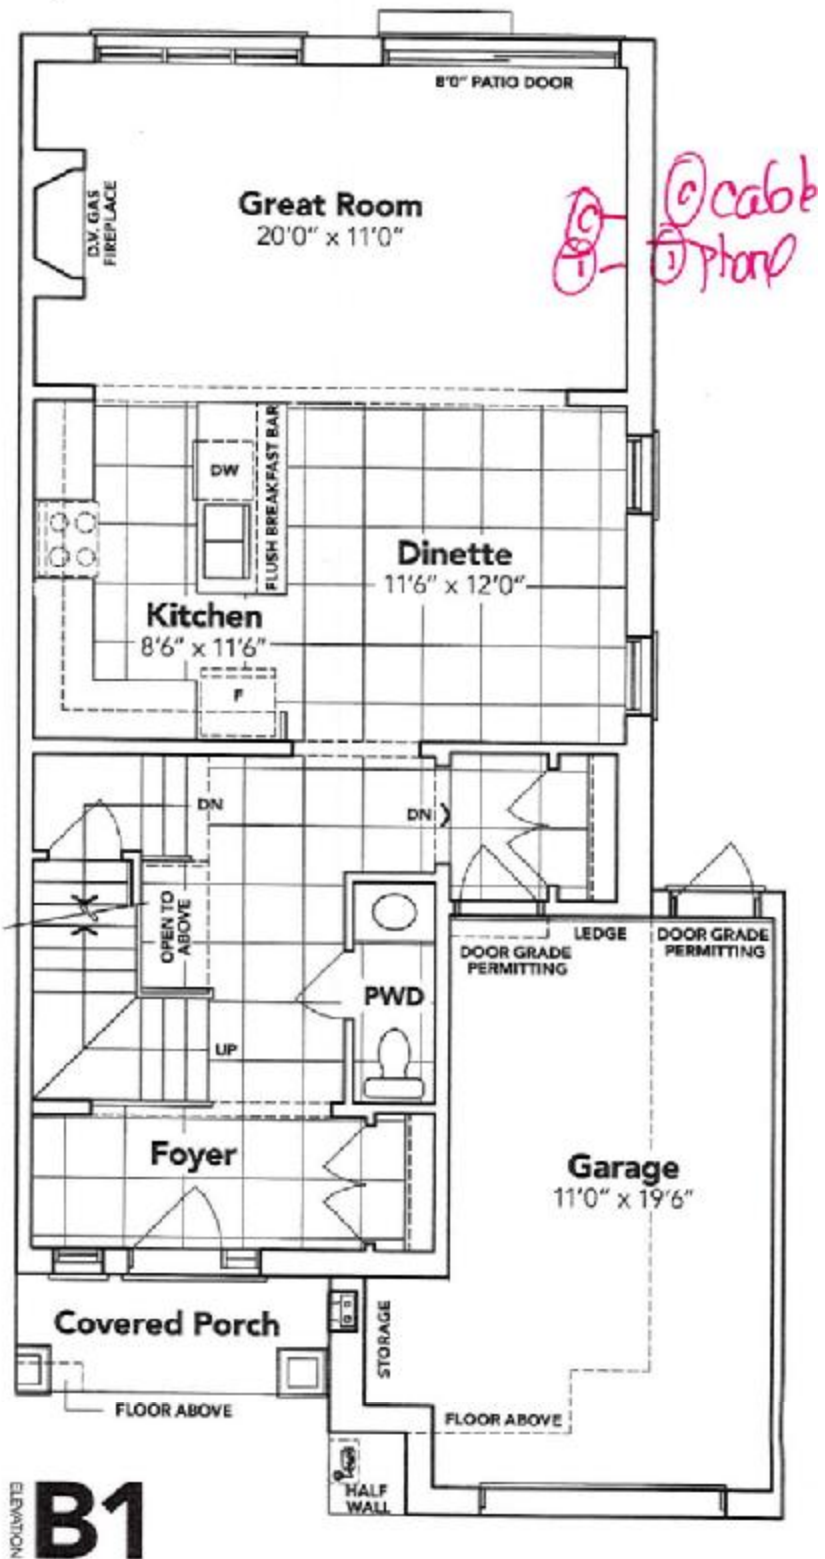 8'0" PATIO DOOR
D.V. GAS
FIREPLACE
Great Room
20'0" x 11'0"
C
C cable
T
T phone
DW
FLUSH BREAKFAST BAR
Dinette
11'6" x 12'0"
Kitchen
8'6" x 11'6"
F
DN
DN
OPEN TO
ABOVE
LEDGE
DOOR GRADE
PERMITTING
DOOR GRADE
PERMITTING
PWD
UP
Foyer
Garage
11'0" x 19'6"
Covered Porch
STORAGE
FLOOR ABOVE
FLOOR ABOVE
HALF
WALL
ELEVATION
B1